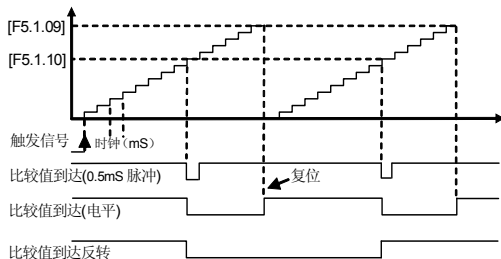 [F5.1.09]
[F5.1.10]
触发信号
时钟（mS）
比较值到达(0.5mS 脉冲)
复位
比较值到达(电平)
比较值到达反转